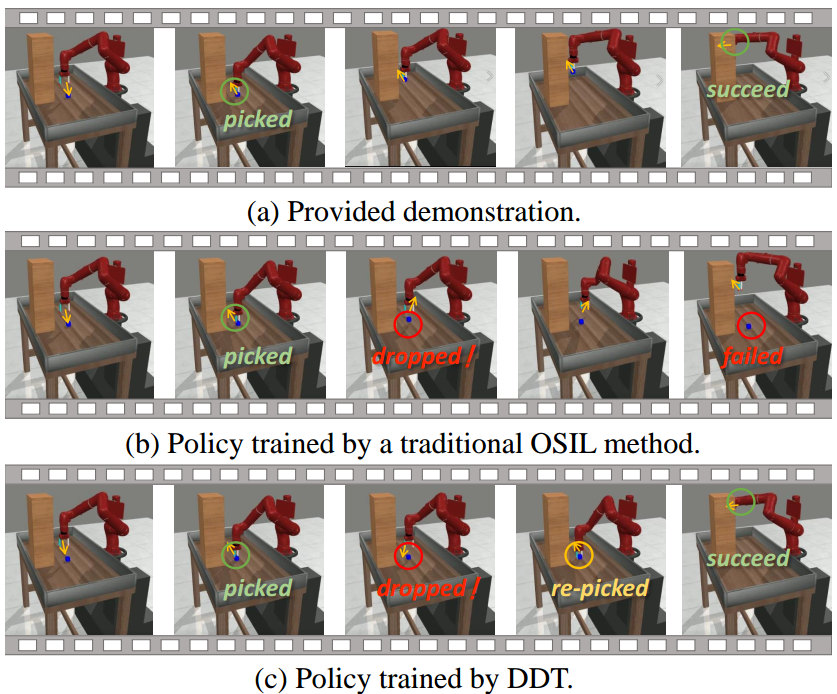 picked
succeed
(a) Provided demonstration.
picked
dropped!
failed
(b) Policy trained by a traditional OSIL method.
picked
dropped!
re-picked
succeed
(c) Policy trained by DDT.